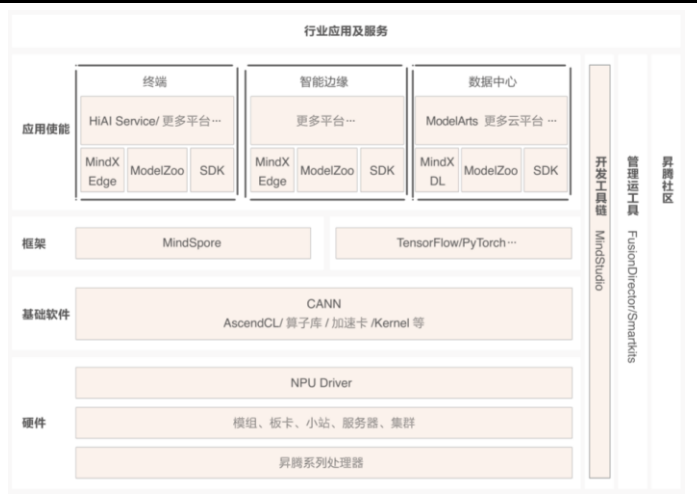 行业应用及服务
应用使能
终端
HiAI Service/ 更多平台…
MindX Edge
ModelZoo
SDK
智能边缘
更多平台…
MindX Edge
ModelZoo
SDK
数据中心
ModelArts 更多云平台 …
MindX DL
ModelZoo
SDK
框架
MindSpore
TensorFlow/PyTorch…
基础软件
CANN
AscendCL/ 算子库 / 加速卡 /Kernel 等
硬件
NPU Driver
模组、板卡、小站、服务器、集群
昇腾系列处理器
开发工具链 MindStudio
管理运工具 FusionDirector/Smartkits
昇腾社区